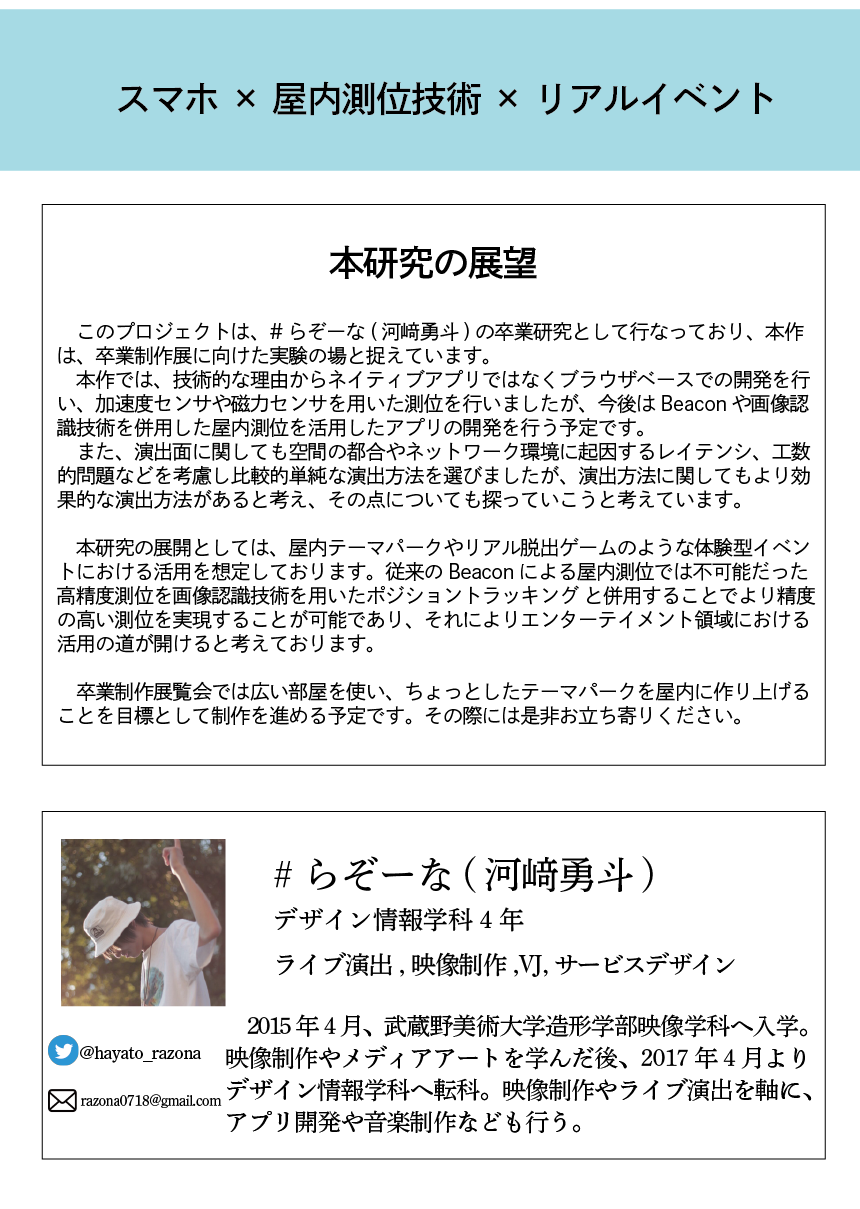 スマホ × 屋内測位技術 × リアルイベント
本研究の展望
このプロジェクトは、# らぞーな ( 河﨑勇斗 ) の卒業研究として行なっており、本作
は、卒業制作展に向けた実験の場と捉えています。
本作では、技術的な理由からネイティブアプリではなくブラウザベースでの開発を行
い、加速度センサや磁力センサを用いた測位を行いましたが、今後は Beacon や画像認
識技術を併用した屋内測位を活用したアプリの開発を行う予定です。
また、演出面に関しても空間の都合やネットワーク環境に起因するレイテンシ、工数
的問題などを考慮し比較的単純な演出方法を選びましたが、演出方法に関してもより効
果的な演出方法があると考え、その点についても探っていこうと考えています。
本研究の展開としては、屋内テーマパークやリアル脱出ゲームのような体験型イベン
トにおける活用を想定しております。従来の Beacon による屋内測位では不可能だった
高精度測位を画像認識技術を用いたポジショントラッキング と併用することでより精度
の高い測位を実現することが可能であり、それによりエンターテイメント領域における
活用の道が開けると考えております。
卒業制作展覧会では広い部屋を使い、ちょっとしたテーマパークを屋内に作り上げる
ことを目標として制作を進める予定です。その際には是非お立ち寄りください。
# らぞーな ( 河﨑勇斗 )
デザイン情報学科 4 年
ライブ演出 , 映像制作 ,VJ, サービスデザイン
2015 年 4 月、武蔵野美術大学造形学部映像学科へ入学。
映像制作やメディアアートを学んだ後、2017 年 4 月より
デザイン情報学科へ転科。映像制作やライブ演出を軸に、
アプリ開発や音楽制作なども行う。
@hayato_razona
razona0718@gmail.com